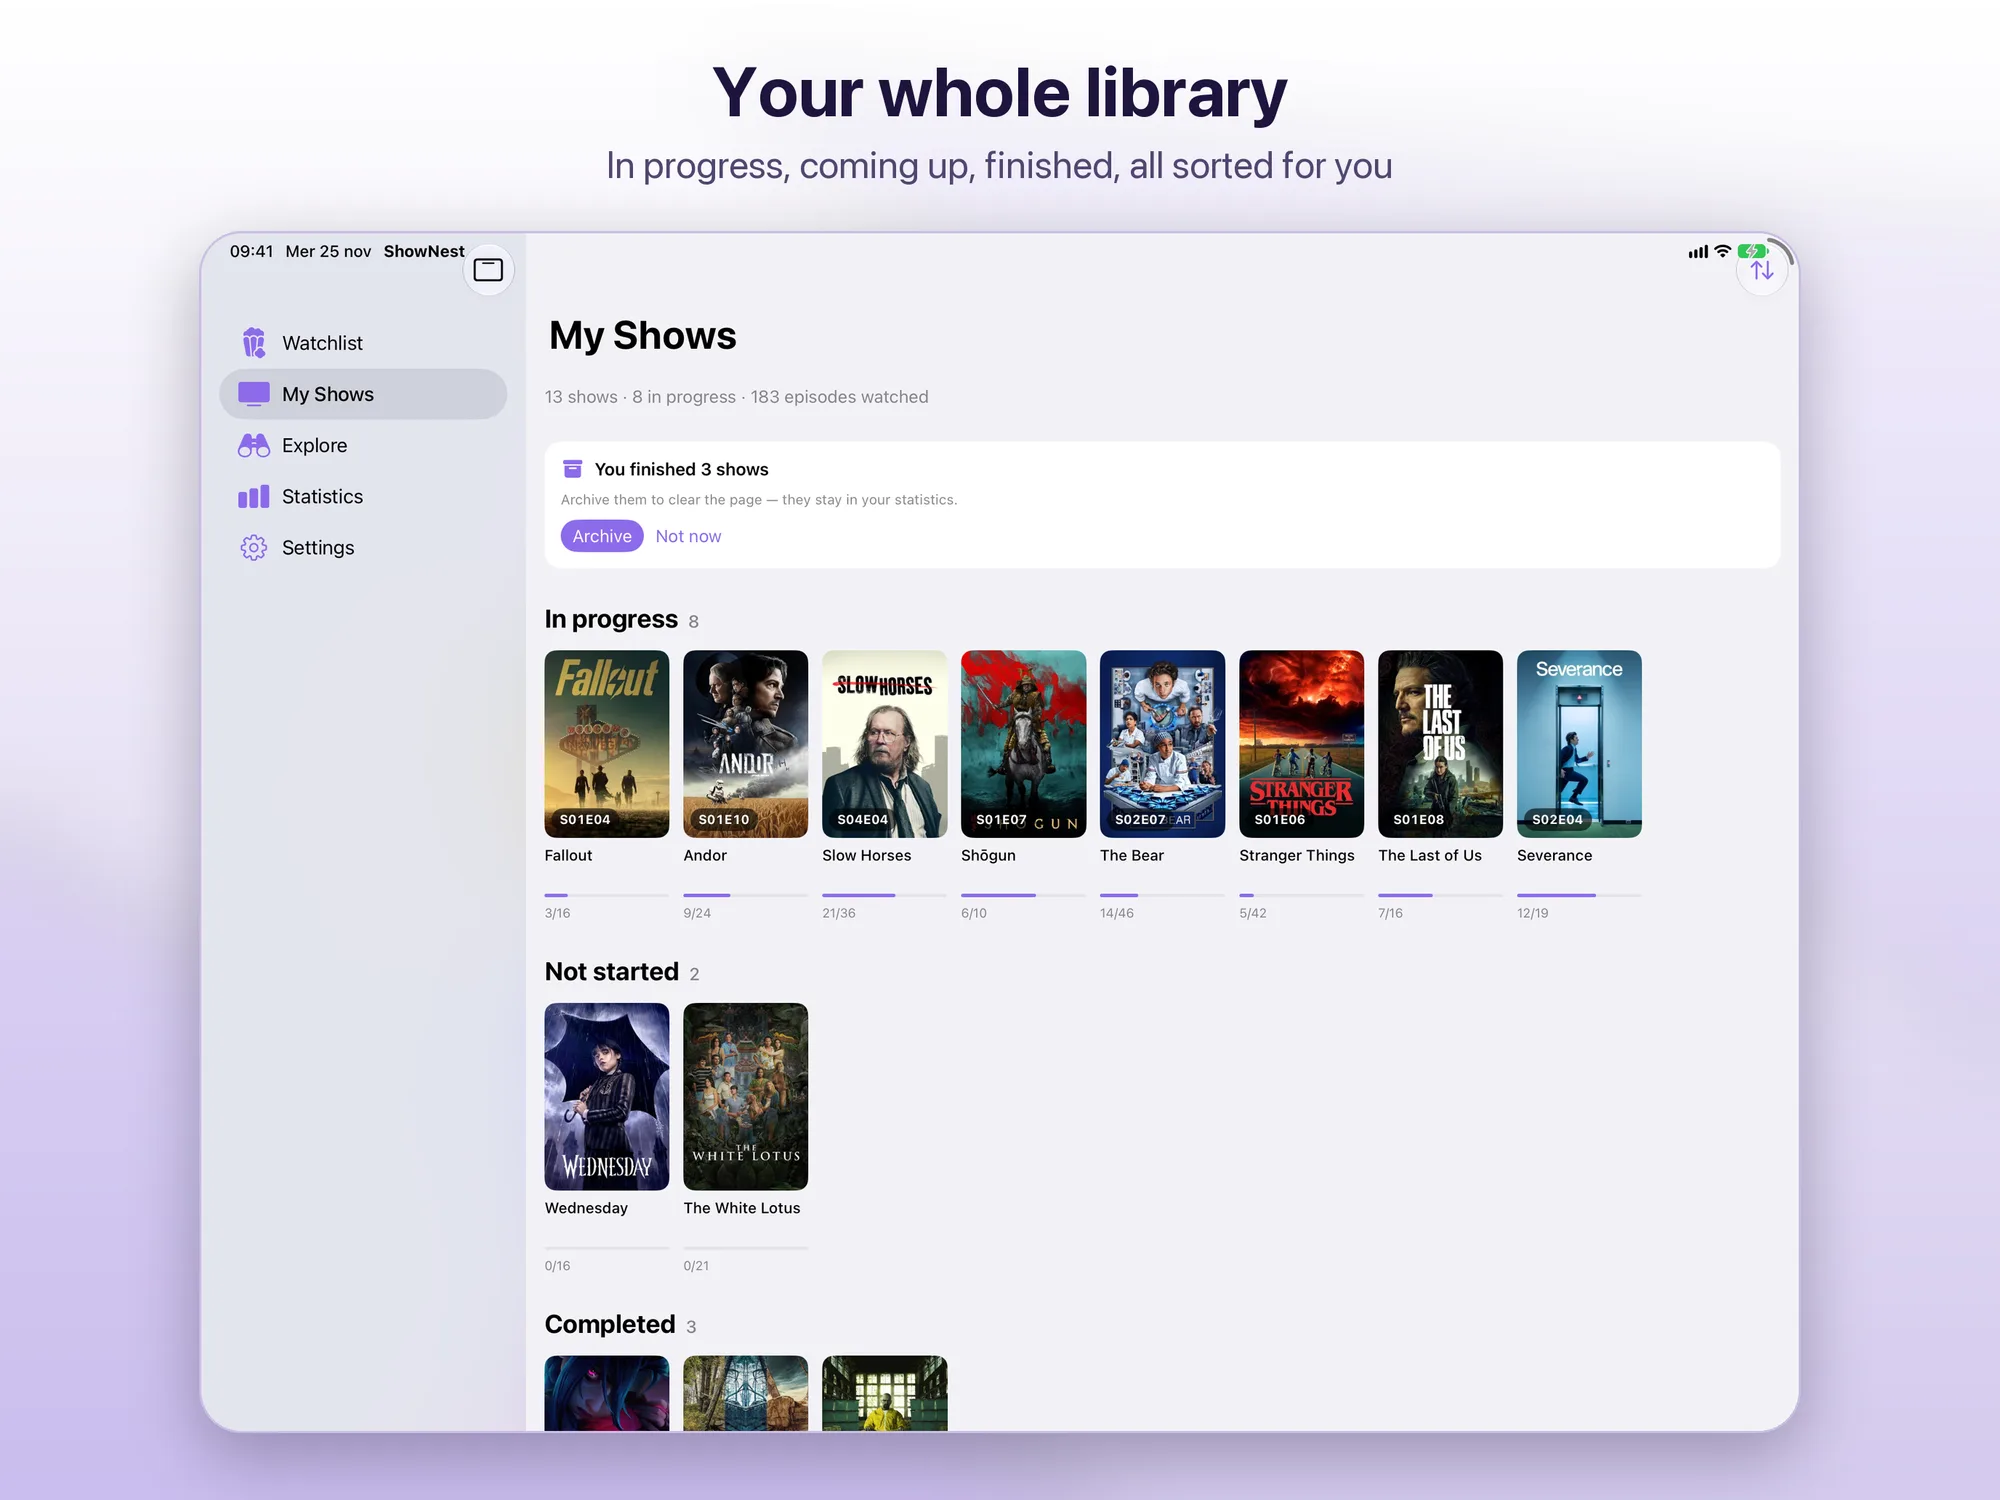 Your whole library
In progress, coming up, finished, all sorted for you
09:41 Mer 25 nov ShowNest
Watchlist
My Shows
Explore
Statistics
Settings
My Shows
13 shows · 8 in progress · 183 episodes watched
You finished 3 shows
Archive them to clear the page — they stay in your statistics.
Archive Not now
In progress 8
Fallout
S01E04
ANDOR
S01E10
SLOW HORSES
S04E04
S01E07
GUN
S02E07
BEAR
STRANGER
THINGS
S01E06
THE
LAST
OF US
S01E08
Severance
S02E04
Fallout Andor Slow Horses Shōgun The Bear Stranger Things The Last of Us Severance
3/16 9/24 21/36 6/10 14/46 5/42 7/16 12/19
Not started 2
WEDNESDAY
THE
WHITE LOTUS
Wednesday The White Lotus
0/16 0/21
Completed 3